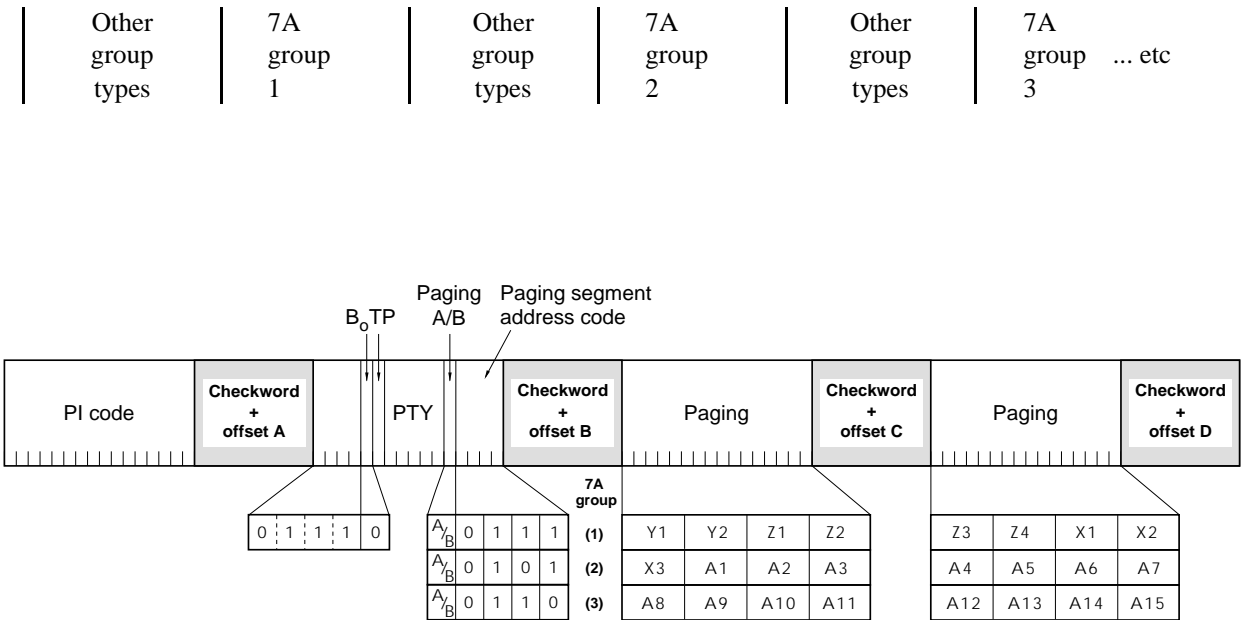 Other 7A Other 7A Other 7A
group group group group group group ... etc
types 1 types 2 types 3
Paging Paging segment
BoTP A/B address code
PI code Checkword + offset A PTY Checkword + offset B Paging Checkword + offset C Paging Checkword + offset D
7A
group
0 1 1 1 0 A/B 0 1 1 1 (1) Y1 Y2 Z1 Z2 Z3 Z4 X1 X2
A/B 0 1 0 1 (2) X3 A1 A2 A3 A4 A5 A6 A7
A/B 0 1 1 0 (3) A8 A9 A10 A11 A12 A13 A14 A15